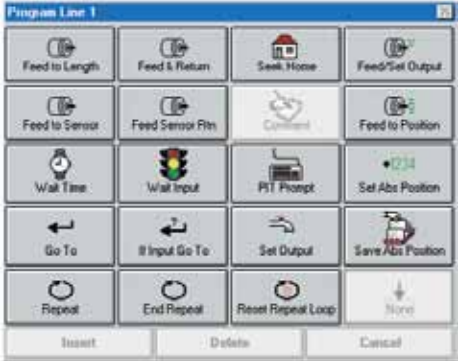 Program Line 1
Feed to Length
Feed & Return
Seek Home
Feed/Set Output
Feed to Sensor
Feed Sensor Rtn
Comment
Feed to Position
Wait Time
Wait Input
PIT Prompt
•1234
Set Abs Position
Go To
?
If Input Go To
Set Output
Save Abs Position
Repeat
End Repeat
Reset Repeat Loop
None
Insert
Delete
Cancel